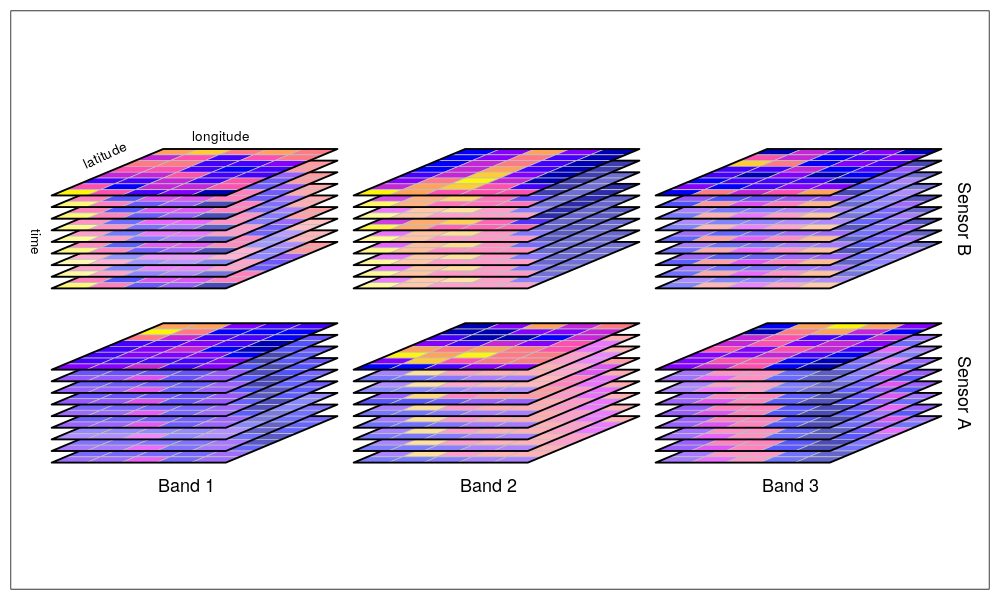 longitude
latitude
time
Sensor B
Sensor A
Band 1
Band 2
Band 3